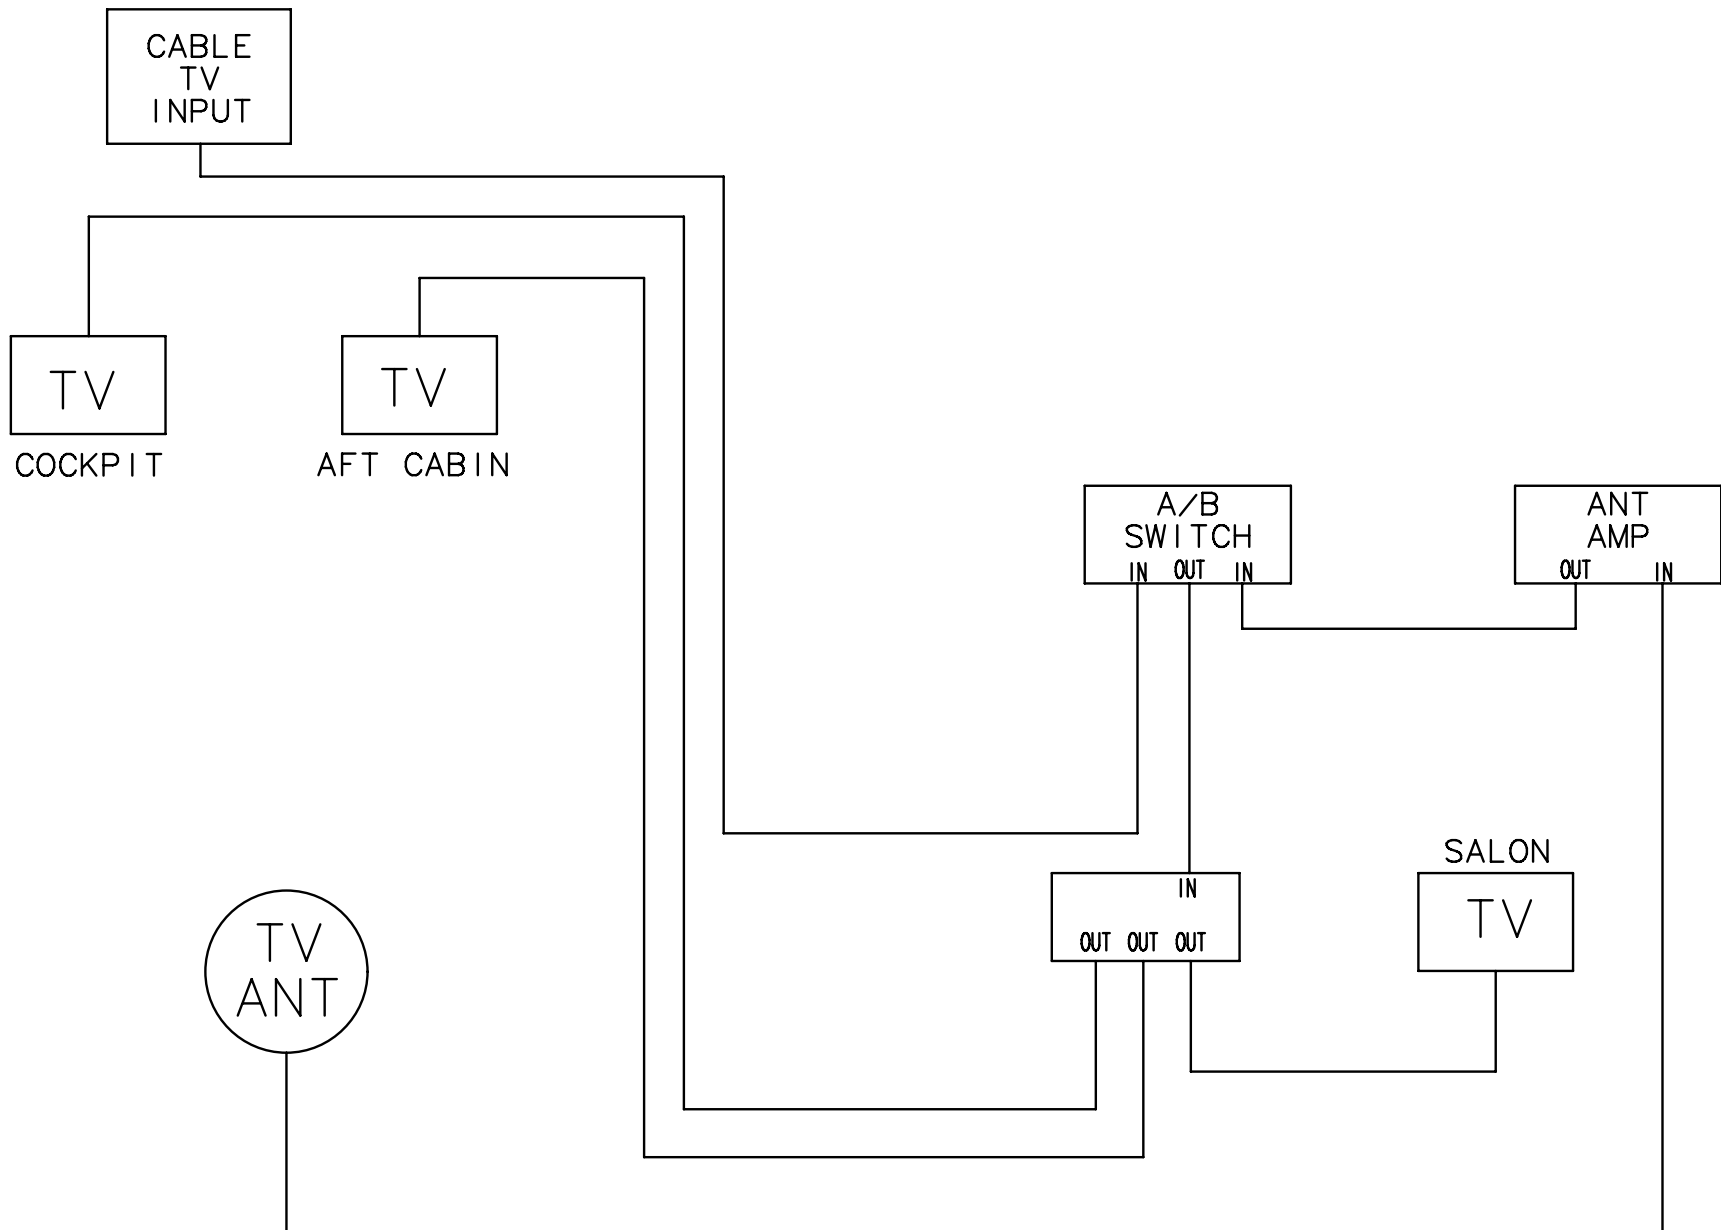 CABLE
TV
INPUT
TV
COCKPIT
TV
AFT CABIN
A/B
SWITCH
IN OUT IN
ANT
AMP
OUT IN
IN
OUT OUT OUT
SALON
TV
TV
ANT